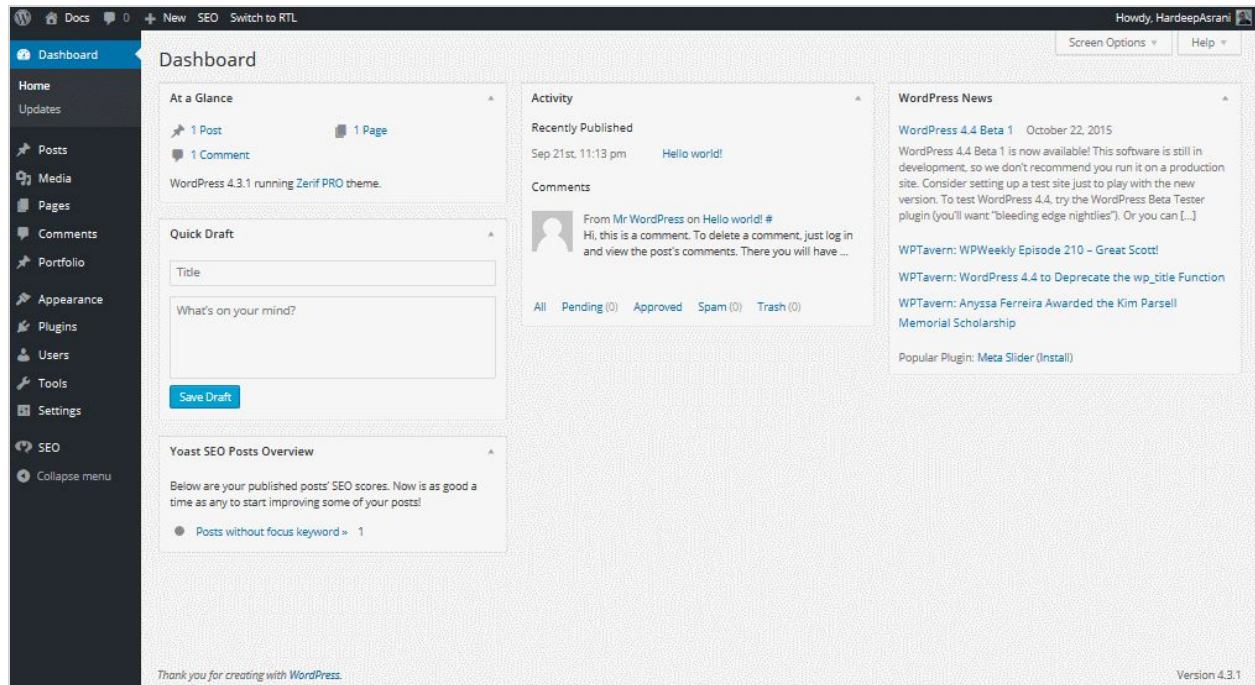 Docs 0 New SEO Switch to RTL
Howdy, HardeepAsrani
Dashboard
Home
Updates
Posts
Media
Pages
Comments
Portfolio
Appearance
Plugins
Users
Tools
Settings
SEO
Collapse menu
Screen Options
Help
Dashboard
At a Glance
1 Post 1 Page
1 Comment
WordPress 4.3.1 running Zerif PRO theme.
Quick Draft
Title
What's on your mind?
Save Draft
Yoast SEO Posts Overview
Below are your published posts' SEO scores. Now is as good a
time as any to start improving some of your posts!
Posts without focus keyword » 1
Activity
Recently Published
Sep 21st, 11:13 pm Hello world!
Comments
From Mr WordPress on Hello world! #
Hi, this is a comment. To delete a comment, just log in
and view the post's comments. There you will have ...
All Pending (0) Approved Spam (0) Trash (0)
WordPress News
WordPress 4.4 Beta 1 October 22, 2015
WordPress 4.4 Beta 1 is now available! This software is still in
development, so we don't recommend you run it on a production
site. Consider setting up a test site just to play with the new
version. To test WordPress 4.4, try the WordPress Beta Tester
plugin (you'll want "bleeding edge nightlies"). Or you can [...]
WPTavern: WPWeekly Episode 210 – Great Scott!
WPTavern: WordPress 4.4 to Deprecate the wp_title Function
WPTavern: Anyssa Ferreira Awarded the Kim Parsell
Memorial Scholarship
Popular Plugin: Meta Slider (Install)
Thank you for creating with WordPress.
Version 4.3.1